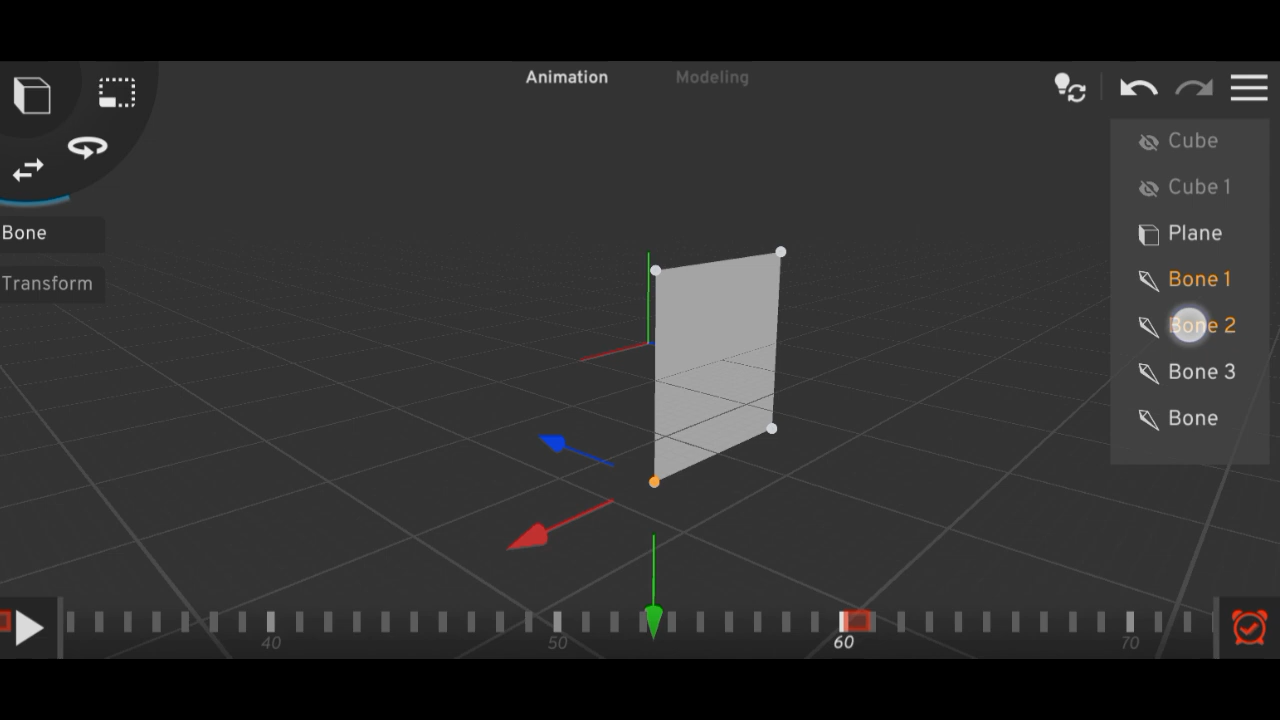 Animation
Modeling
Bone
Transform
Cube
Cube 1
Plane
Bone 1
Bone 2
Bone 3
Bone
40
50
60
70